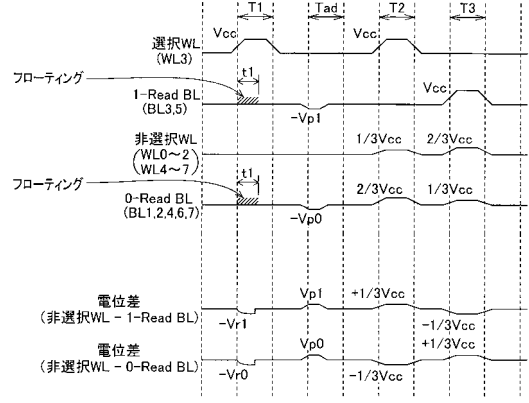 T1 Tad T2 T3
Vcc Vcc
選択WL
(WL3)
t1
フローティング
1-Read BL
(BL3,5)
Vcc
−Vp1
非選択WL
(WL0～2
WL4～7)
1/3Vcc 2/3Vcc
t1
フローティング
0-Read BL
(BL1,2,4,6,7)
2/3Vcc 1/3Vcc
−Vp0
電位差
(非選択WL − 1-Read BL)
Vp1 +1/3Vcc
−Vr1 −1/3Vcc
電位差
(非選択WL − 0-Read BL)
Vp0 +1/3Vcc
−Vr0 −1/3Vcc